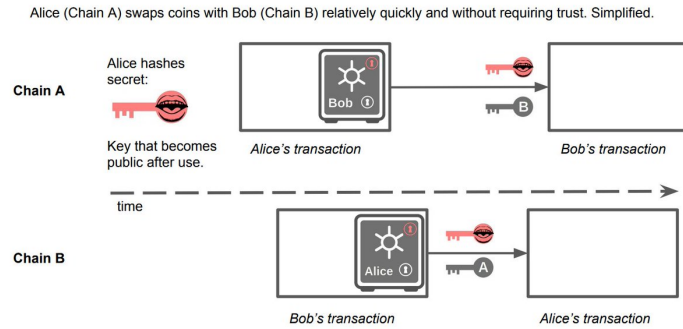 Alice (Chain A) swaps coins with Bob (Chain B) relatively quickly and without requiring trust. Simplified.
Chain A
Alice hashes
secret:
Key that becomes
public after use.
Bob
B
Alice's transaction
Bob's transaction
time
Chain B
Alice
A
Bob's transaction
Alice's transaction